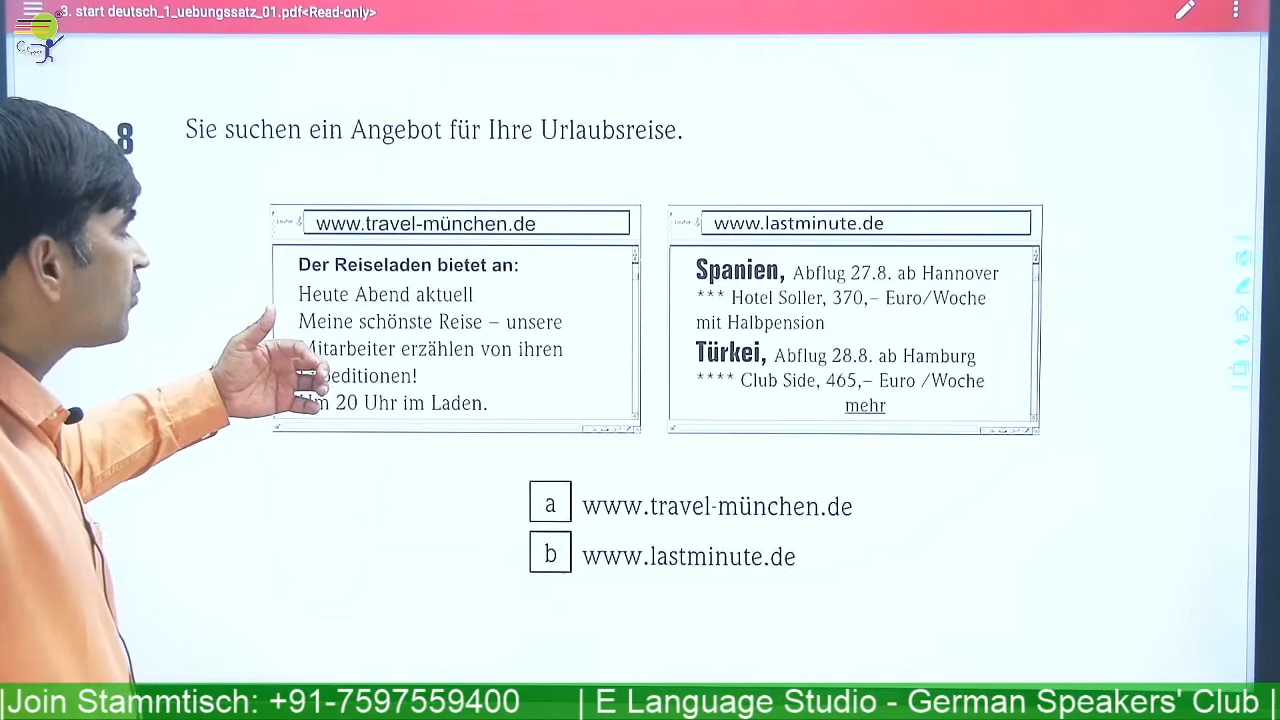 3. start deutsch_1_uebungssatz_01.pdf<Read-only>
8 Sie suchen ein Angebot für Ihre Urlaubsreise.
www.travel-münchen.de
Der Reiseladen bietet an:
Heute Abend aktuell
Meine schönste Reise – unsere
Mitarbeiter erzählen von ihren
editionen!
Um 20 Uhr im Laden.
www.lastminute.de
Spanien, Abflug 27.8. ab Hannover
*** Hotel Soller, 370,– Euro/Woche
mit Halbpension
Türkei, Abflug 28.8. ab Hamburg
**** Club Side, 465,– Euro /Woche
mehr
a www.travel-münchen.de
b www.lastminute.de
|Join Stammtisch: +91-7597559400 | E Language Studio - German Speakers' Club |